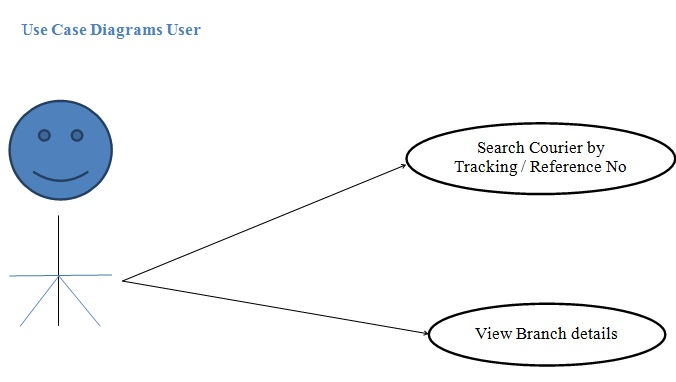 Use Case Diagrams User
Search Courier by
Tracking / Reference No
View Branch details